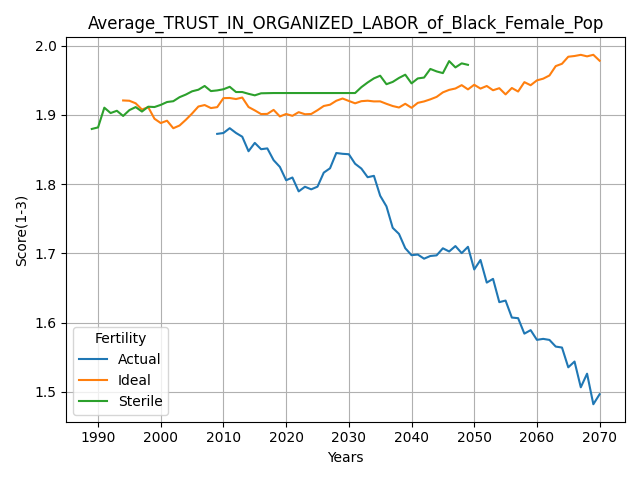 Average_TRUST_IN_ORGANIZED_LABOR_of_Black_Female_Pop
2.0
1.9
1.8
1.7
1.6
1.5
Score(1-3)
Fertility
Actual
Ideal
Sterile
1990 2000 2010 2020 2030 2040 2050 2060 2070
Years